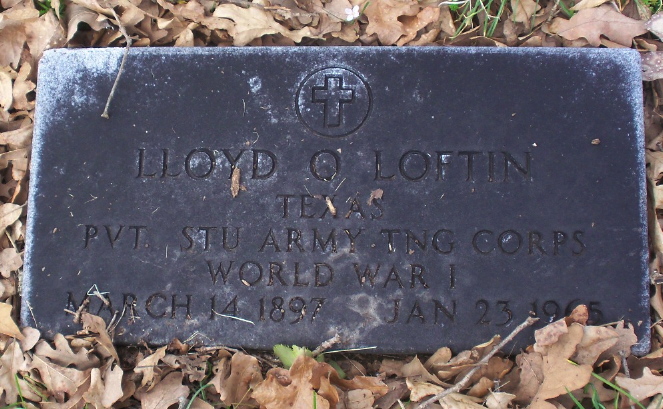 LLOYD O LOFTIN
TEXAS
PVT STU ARMY TNG CORPS
WORLD WAR I
MARCH 14 1897 JAN 23 1965